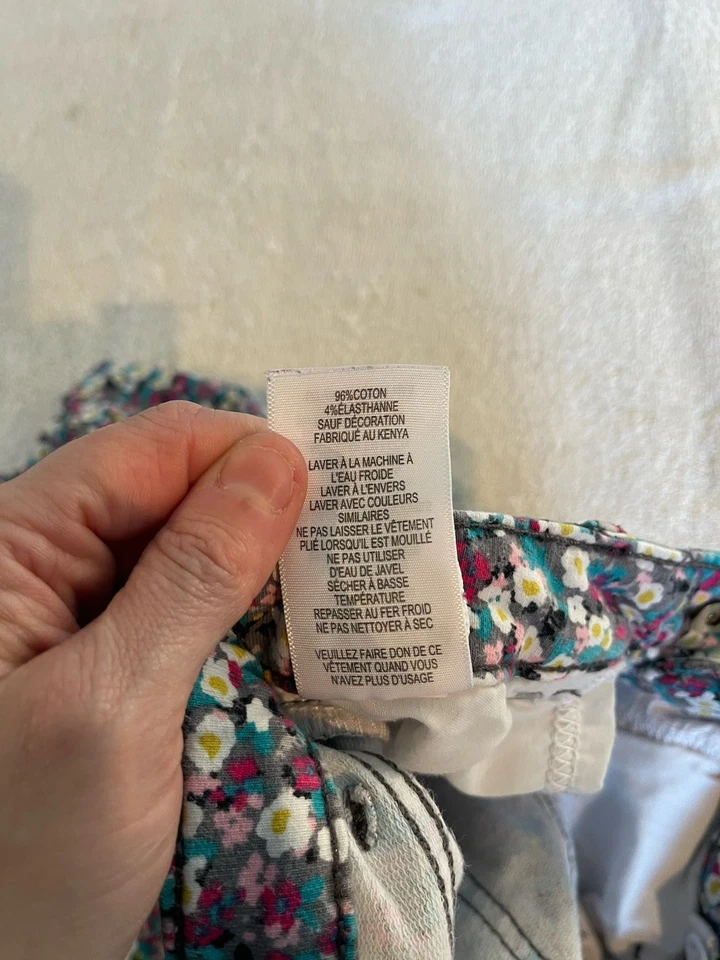 96%COTON
4%ÉLASTHANNE
SAUF DÉCORATION
FABRIQUÉ AU KENYA
LAVER À LA MACHINE À
L'EAU FROIDE
LAVER À L'ENVERS
LAVER AVEC COULEURS
SIMILAIRES
NE PAS LAISSER LE VÊTEMENT
PLIÉ LORSQU'IL EST MOUILLÉ
NE PAS UTILISER
D'EAU DE JAVEL
SÉCHER À BASSE
TEMPÉRATURE
REPASSER AU FER FROID
NE PAS NETTOYER À SEC
VEUILLEZ FAIRE DON DE CE
VÊTEMENT QUAND VOUS
N'AVEZ PLUS D'USAGE